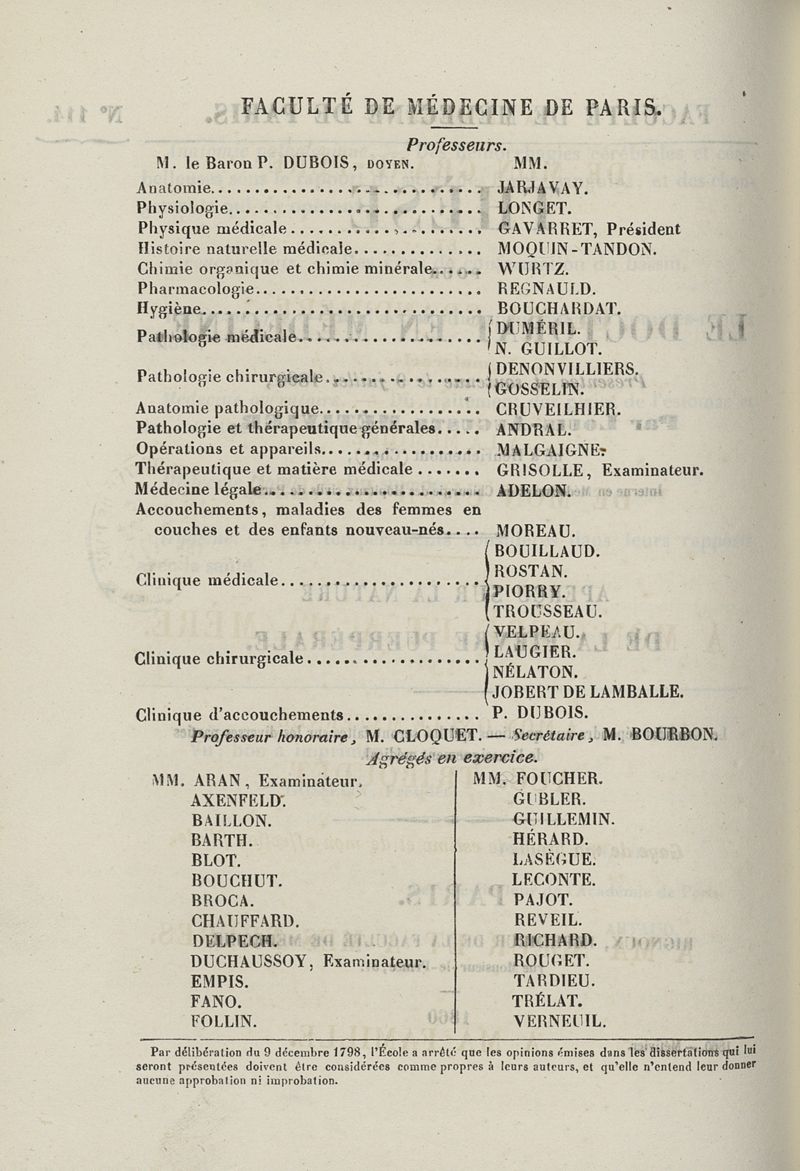 FACULTÉ DE MÉDECINE DE PARIS.
Professeurs.
M. le Baron P. DUBOIS, DOYEN. MM.
Anatomie........................... JARJAVAY.
Physiologie........................... LONGET.
Physique médicale........................... GAVARRET, Président
Histoire naturelle médicale............... MOQUIN-TANDON.
Chimie organique et chimie minérale...... WURTZ.
Pharmacologie........................... REGNAULD.
Hygiène........................... BOUCHARDAT.
Pathologie médicale..................... { DUMÉRIL.
N. GUILLOT.
Pathologie chirurgicale.................. { DENONVILLIERS.
GOSSELIN.
Anatomie pathologique.................. CRUVEILHIER.
Pathologie et thérapeutique générales..... ANDRAL.
Opérations et appareils.................. MALGAIGNE.
Thérapeutique et matière médicale ....... GRISOLLE, Examinateur.
Médecine légale........................ ADELON.
Accouchements, maladies des femmes en
couches et des enfants nouveau-nés.... MOREAU.
Clinique médicale........................ { BOUILLAUD.
ROSTAN.
PIORRY.
TROUSSEAU.
Clinique chirurgicale..................... { VELPEAU.
LAUGIER.
NÉLATON.
JOBERT DE LAMBALLE.
Clinique d'accouchements............... P. DUBOIS.
Professeur honoraire, M. CLOQUET. — Secrétaire, M. BOURBON.
Agrégés en exercice.
MM. ARAN, Examinateur.
AXENFELD.
BAILLON.
BARTH.
BLOT.
BOUCHUT.
BROCA.
CHAUFFARD.
DELPECH.
DUCHAUSSOY, Examinateur.
EMPIS.
FANO.
FOLLIN.
MM. FOUCHER.
GUBLER.
GUILLEMIN.
HÉRARD.
LASÈGUE.
LECONTE.
PAJOT.
REVEIL.
RICHARD.
ROUGET.
TARDIEU.
TRÉLAT.
VERNEUIL.
Par délibération du 9 décembre 1798, l'École a arrêté que les opinions émises dans les dissertations qui lui
seront présentées doivent être considérées comme propres à leurs auteurs, et qu'elle n'entend leur donner
aucune approbation ni improbation.